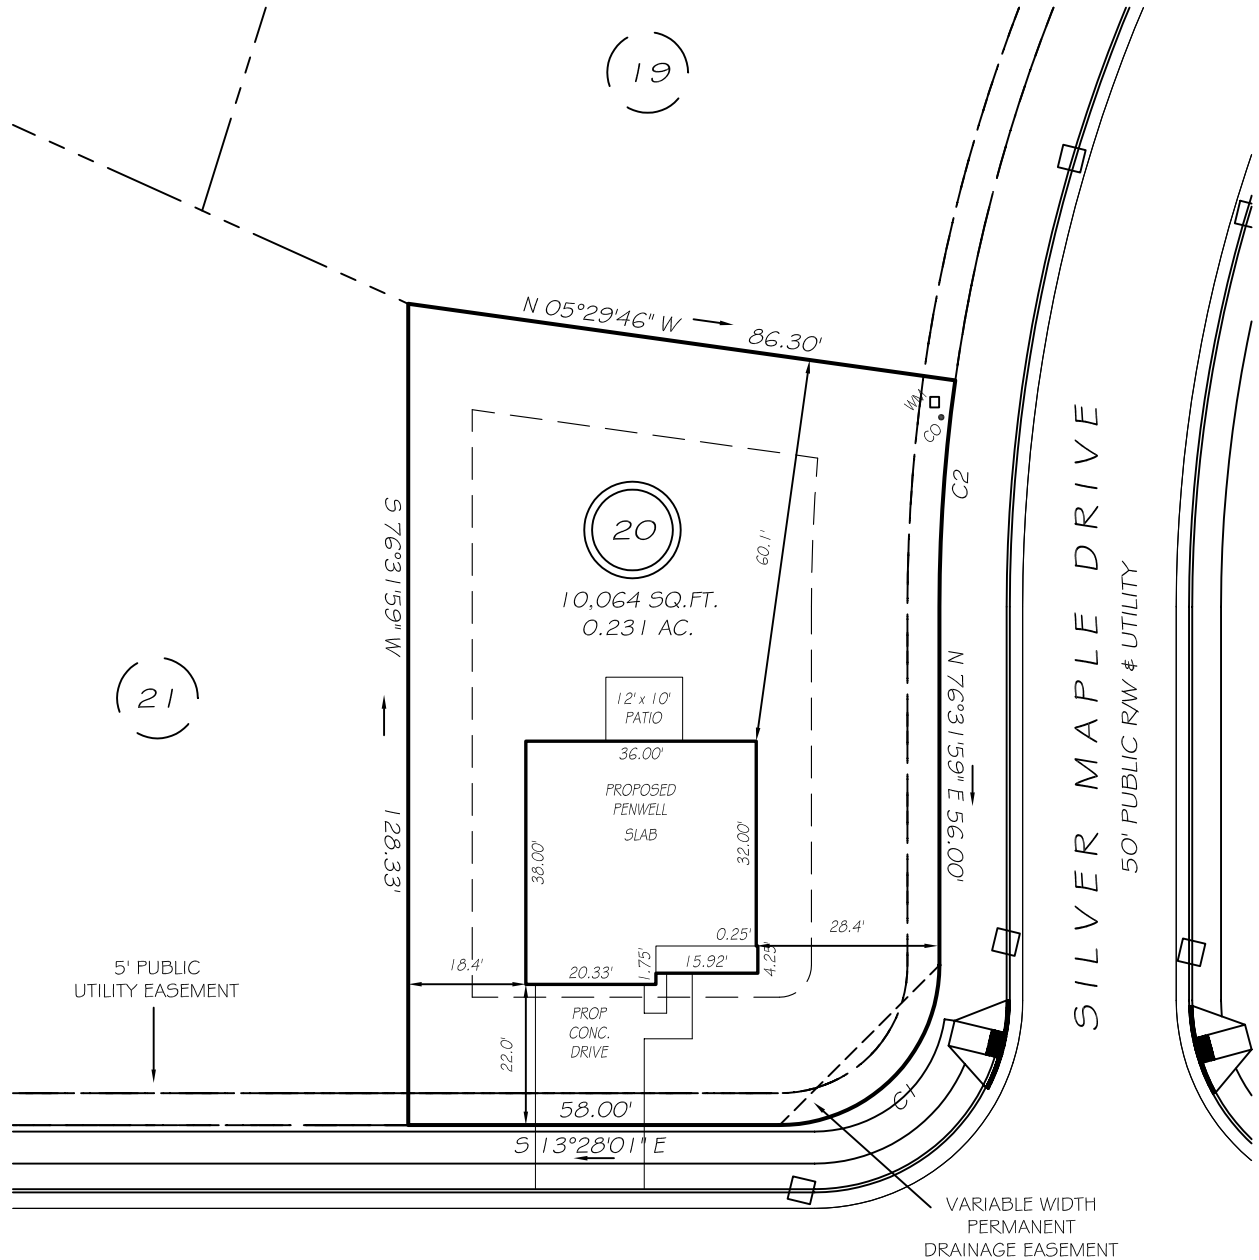 19
N 05°29'46" W
86.30'
WM
CO
C2
S 76°31'59" W
128.33'
20
10,064 SQ.FT.
0.231 AC.
60.1'
SILVER MAPLE DRIVE
50' PUBLIC R/W & UTILITY
N 76°31'59" E 56.00'
21
12' x 10'
PATIO
36.00'
PROPOSED
PENWELL
SLAB
38.00'
32.00'
0.25'
28.4'
18.4'
20.33'
1.75'
15.92'
4.25'
5' PUBLIC
UTILITY EASEMENT
PROP
CONC.
DRIVE
22.0'
58.00'
S 13°28'01" E
C1
VARIABLE WIDTH
PERMANENT
DRAINAGE EASEMENT